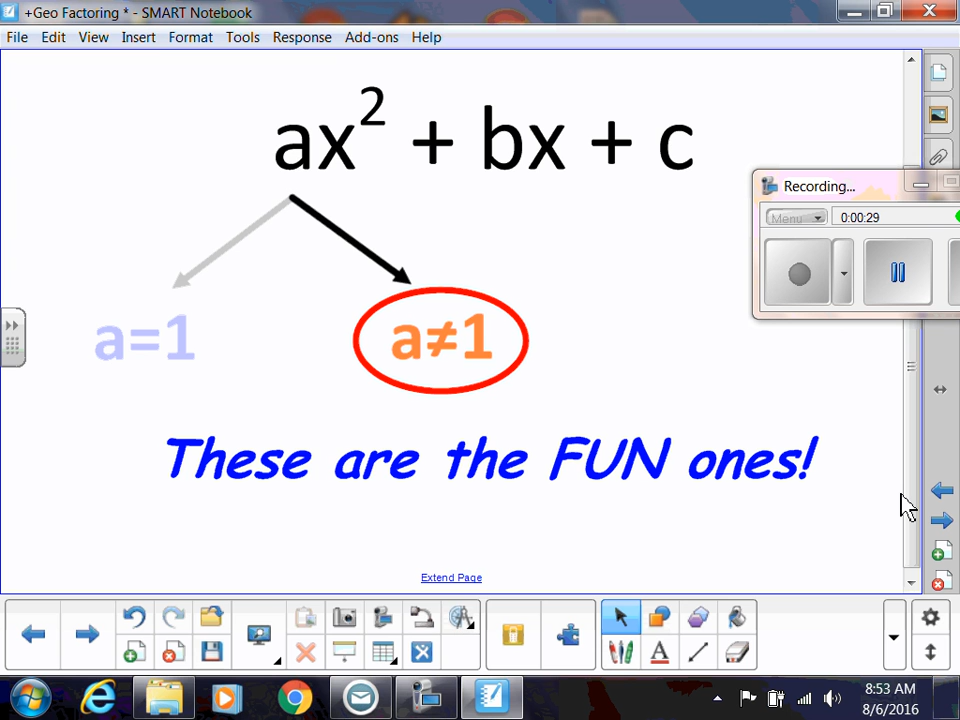 +Geo Factoring * - SMART Notebook
File Edit View Insert Format Tools Response Add-ons Help
ax² + bx + c
Recording...
Menu 0:00:29
a=1 a≠1
These are the FUN ones!
Extend Page
A
8:53 AM
8/6/2016